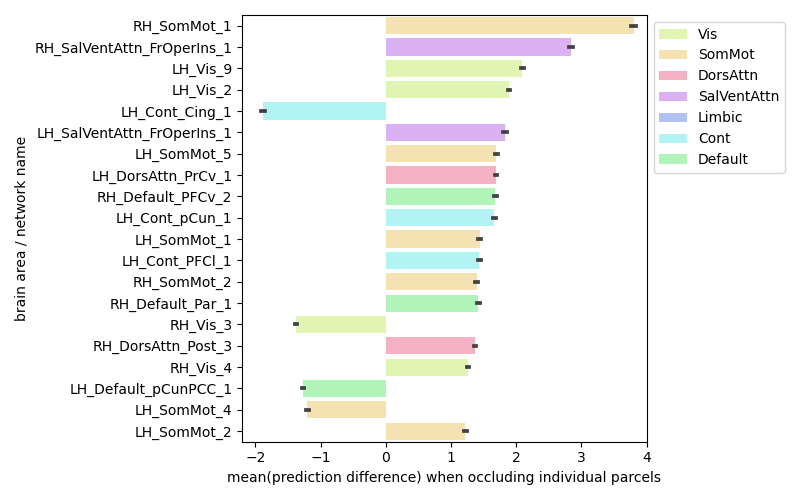 RH_SomMot_1
RH_SalVentAttn_FrOperIns_1
LH_Vis_9
LH_Vis_2
LH_Cont_Cing_1
LH_SalVentAttn_FrOperIns_1
LH_SomMot_5
LH_DorsAttn_PrCv_1
RH_Default_PFCv_2
LH_Cont_pCun_1
LH_SomMot_1
LH_Cont_PFCl_1
RH_SomMot_2
RH_Default_Par_1
RH_Vis_3
RH_DorsAttn_Post_3
RH_Vis_4
LH_Default_pCunPCC_1
LH_SomMot_4
LH_SomMot_2
brain area / network name
−2 −1 0 1 2 3 4
mean(prediction difference) when occluding individual parcels
Vis
SomMot
DorsAttn
SalVentAttn
Limbic
Cont
Default